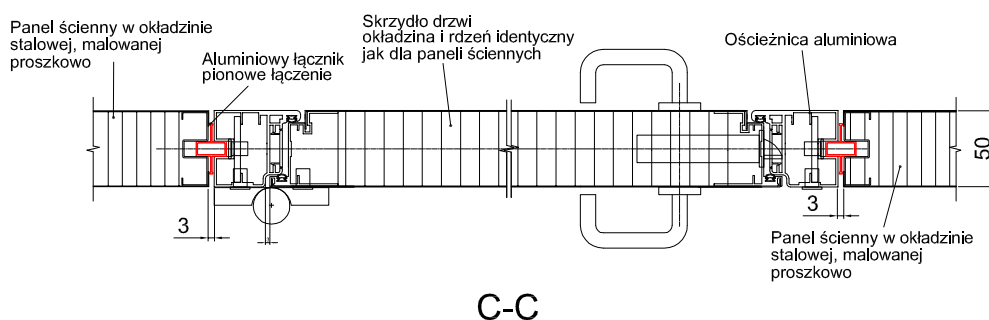 Panel ścienny w okładzinie
stalowej, malowanej
proszkowo
Aluminiowy łącznik
pionowe łączenie
Skrzydło drzwi
okładzina i rdzeń identyczny
jak dla paneli ściennych
Ościeżnica aluminiowa
50
3
3
Panel ścienny w okładzinie
stalowej, malowanej
proszkowo
C-C